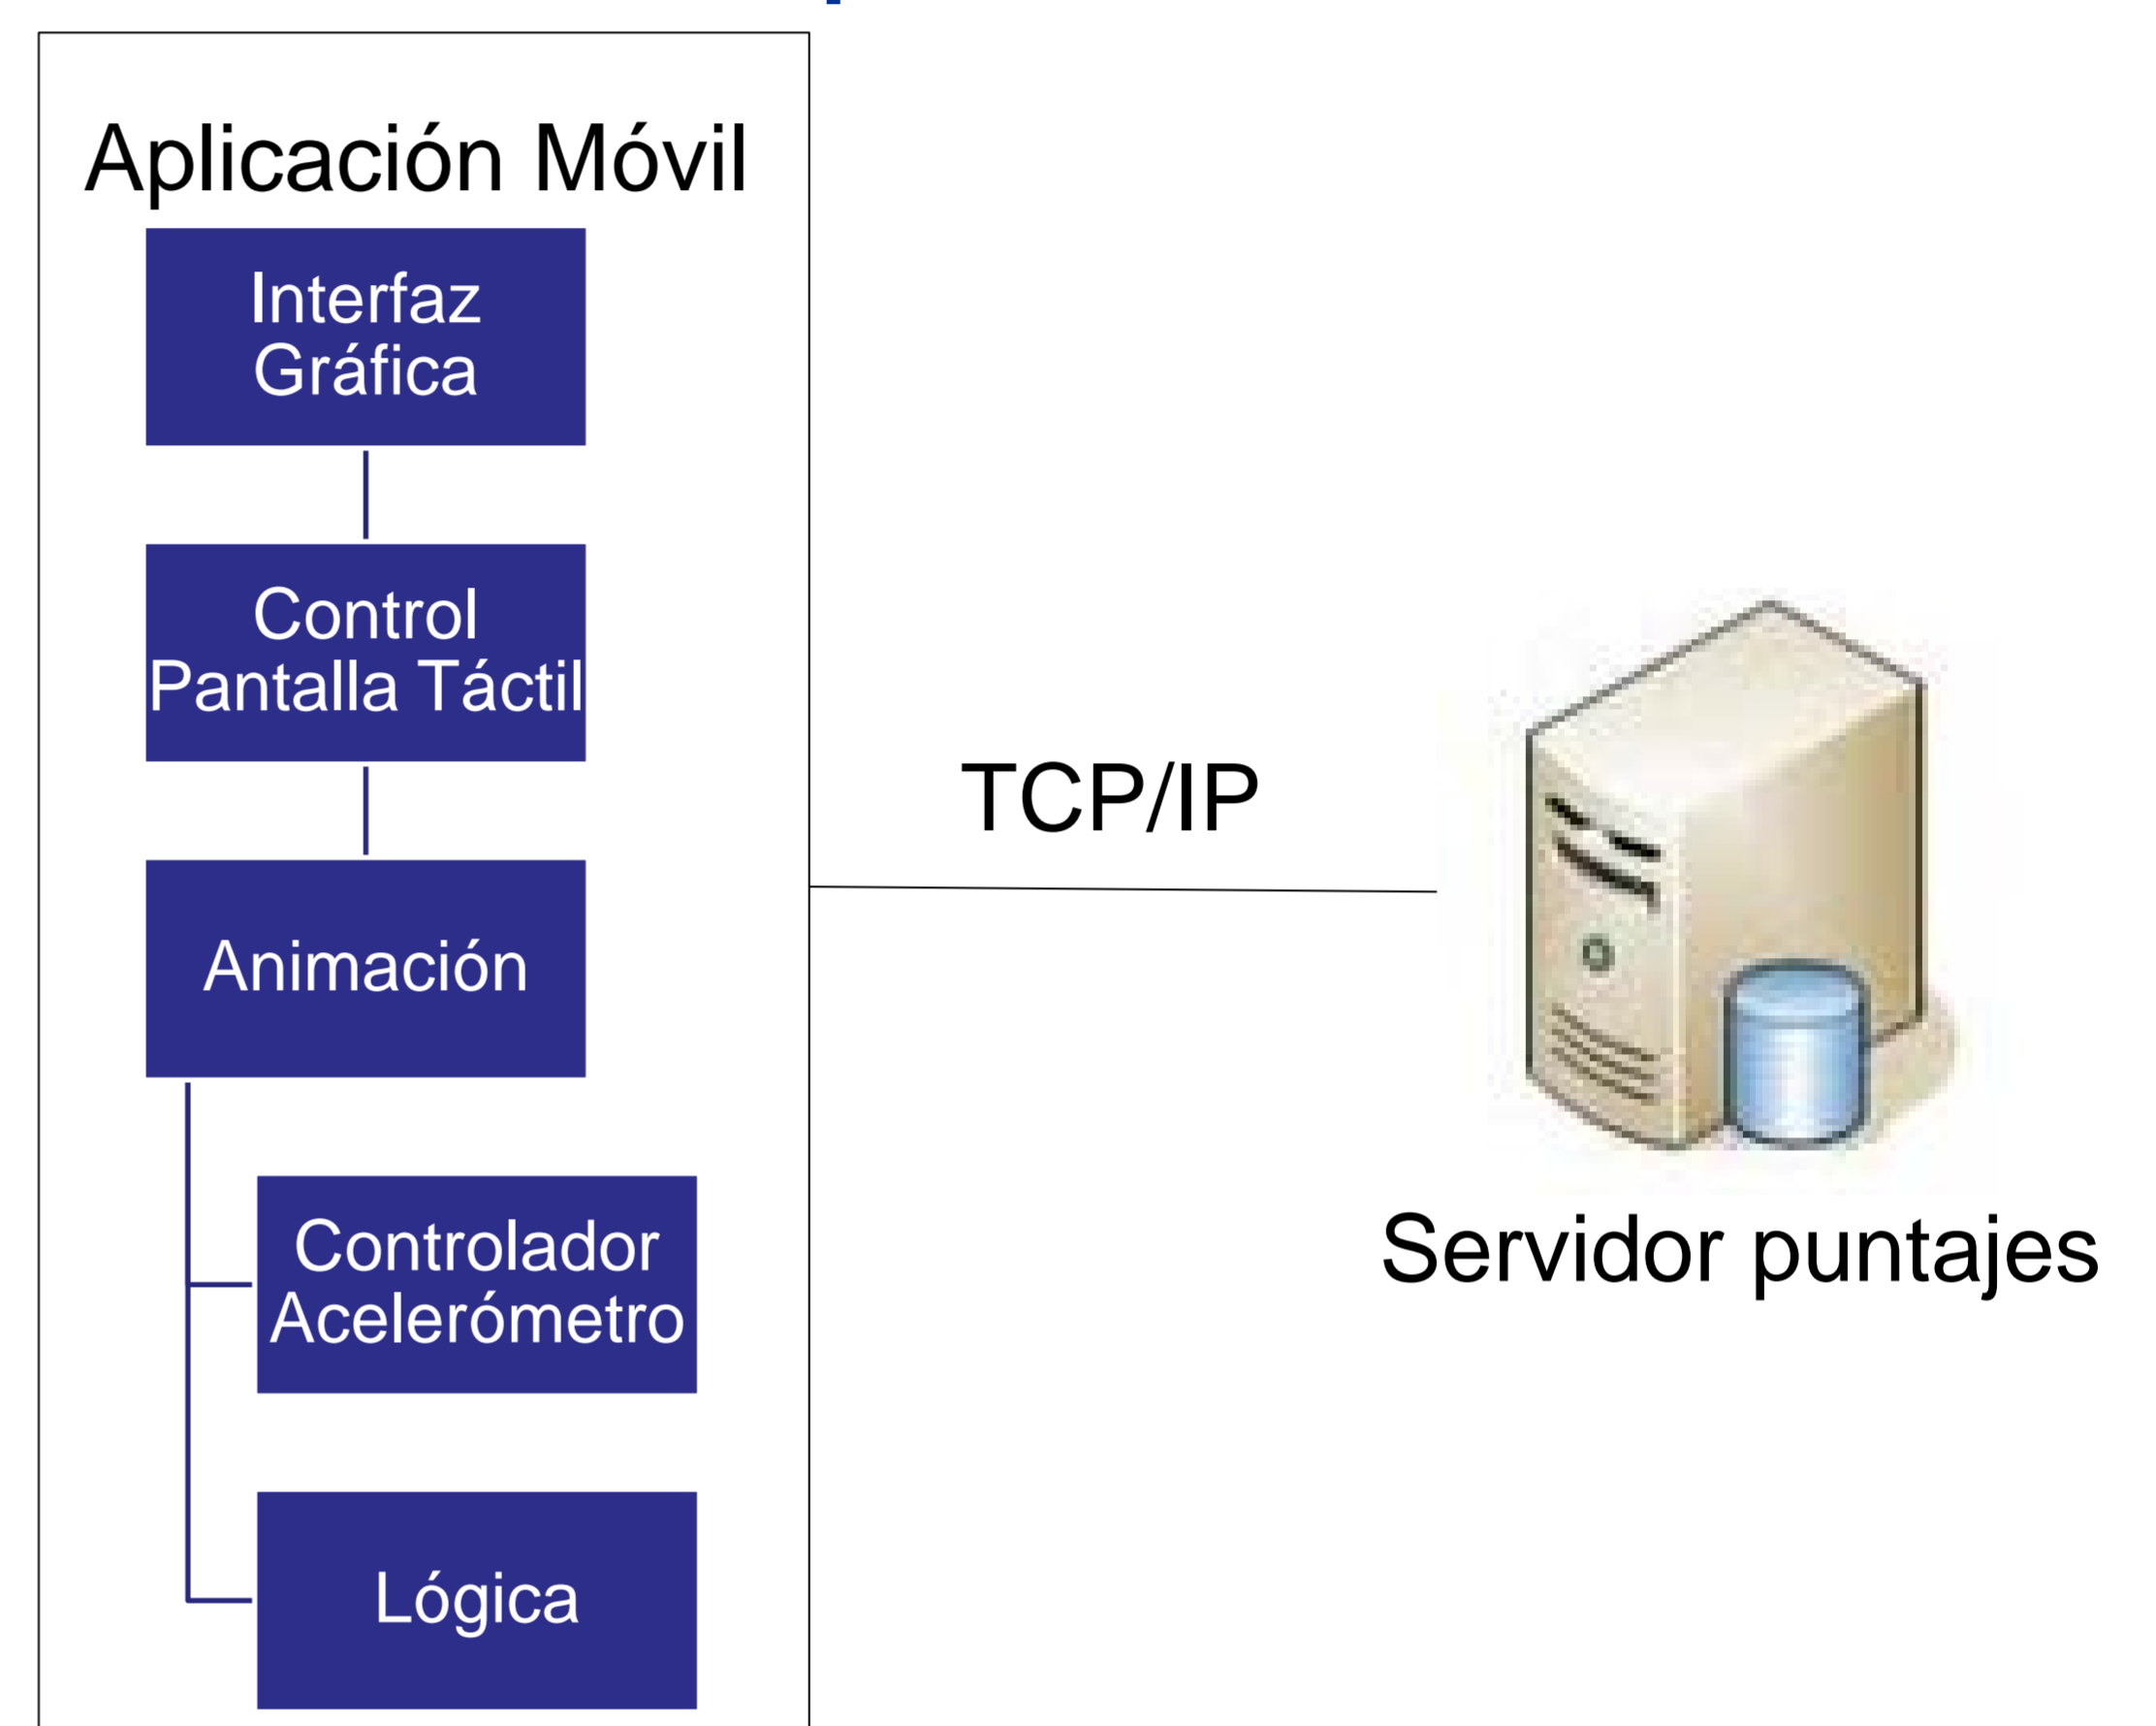 Aplicación Móvil
Interfaz
Gráfica
Control
Pantalla Táctil
Animación
Controlador
Acelerómetro
Lógica
TCP/IP
Servidor puntajes